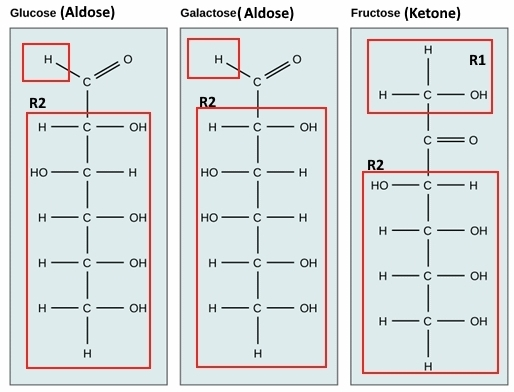 Glucose (Aldose)
H
O
C
R2
H C OH
HO C H
H C OH
H C OH
H C OH
H
Galactose (Aldose)
H
O
C
R2
H C OH
HO C H
HO C H
H C OH
H C OH
H
Fructose (Ketone)
H
R1
H C OH
C O
R2
HO C H
H C OH
H C OH
H C OH
H